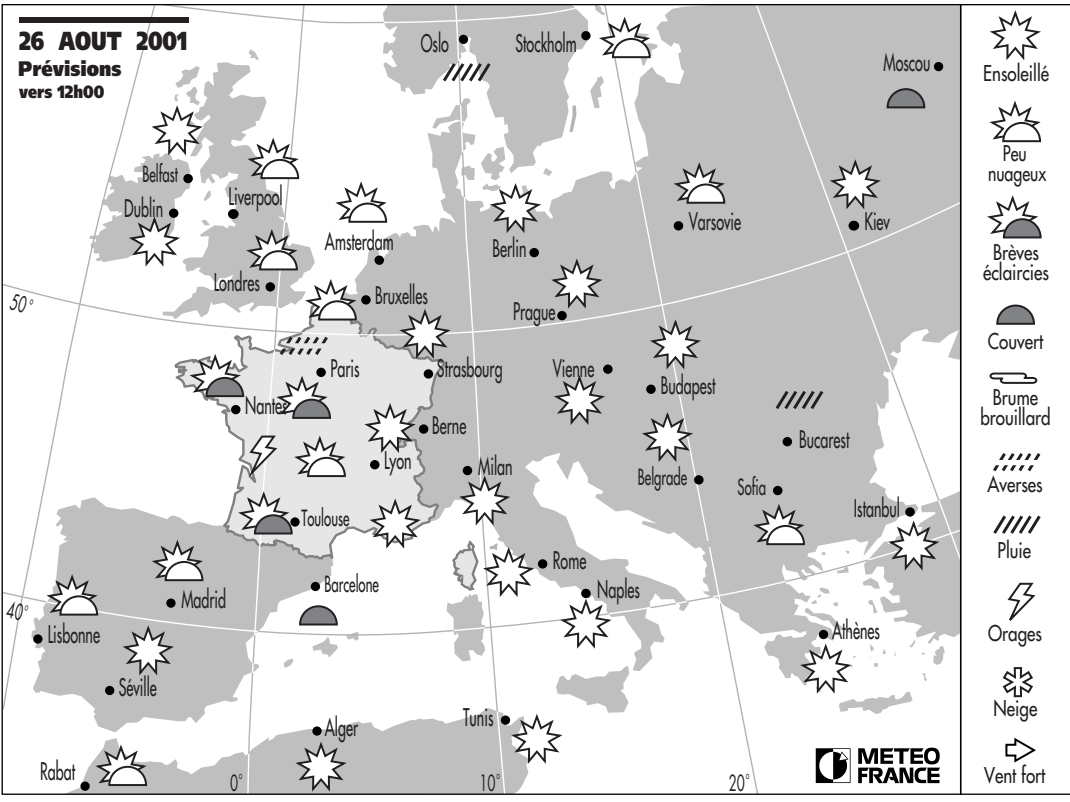 26 AOUT 2001
Prévisions
vers 12h00
Oslo
Stockholm
Moscou
Belfast
Liverpool
Dublin
Amsterdam
Varsovie
Kiev
Berlin
Londres
Bruxelles
50°
Prague
Paris
Strasbourg
Vienne
Budapest
Nantes
Berne
Bucarest
Lyon
Milan
Belgrade
Sofia
Istanbul
Toulouse
Rome
Barcelone
Naples
Madrid
40°
Lisbonne
Athènes
Séville
Tunis
Alger
Rabat
0°
10°
20°
METEO
FRANCE
Ensoleillé
Peu
nuageux
Brèves
éclaircies
Couvert
Brume
brouillard
Averses
Pluie
Orages
Neige
Vent fort